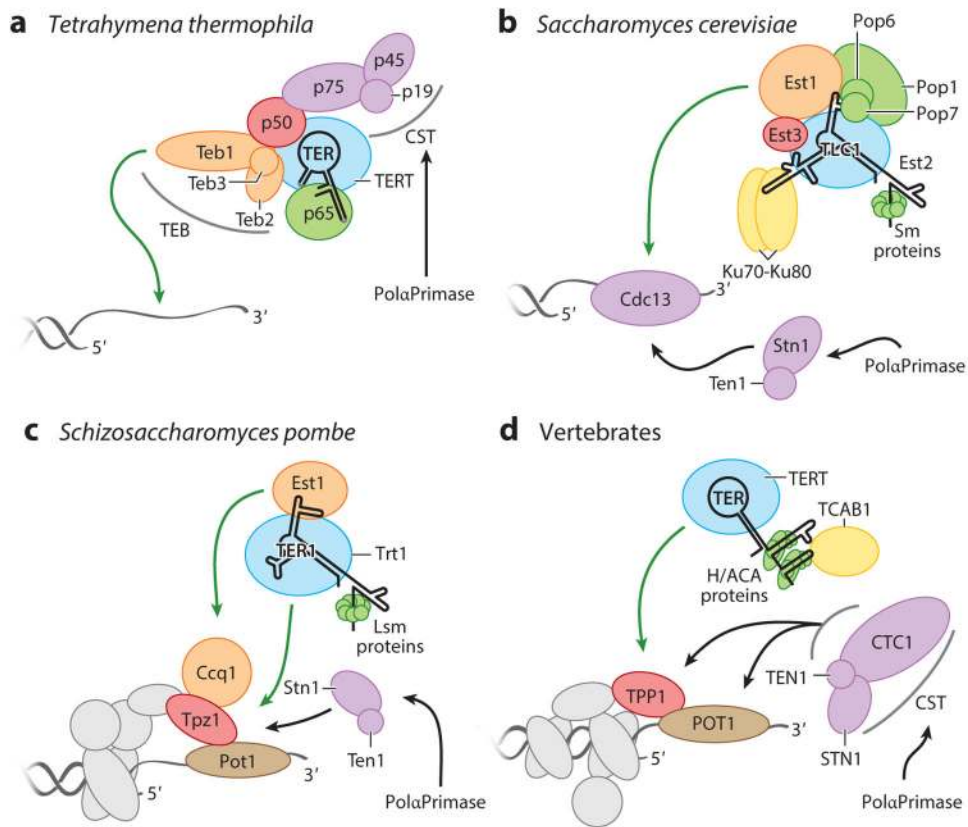 a Tetrahymena thermophila
p45
p75
p19
p50
CST
Teb1
TER
Teb3
TERT
Teb2
p65
TEB
PolαPrimase
3′
5′
b Saccharomyces cerevisiae
Pop6
Est1
Pop1
Pop7
Est3
TLC1
Est2
Sm
proteins
Ku70-Ku80
3′
Cdc13
5′
Stn1
PolαPrimase
Ten1
c Schizosaccharomyces pombe
Est1
TER1
Trt1
Lsm
proteins
Ccq1
Stn1
Tpz1
Ten1
Pot1
3′
5′
PolαPrimase
d Vertebrates
TERT
TER
TCAB1
H/ACA
proteins
CTC1
TEN1
TPP1
CST
POT1
3′
5′
STN1
PolαPrimase